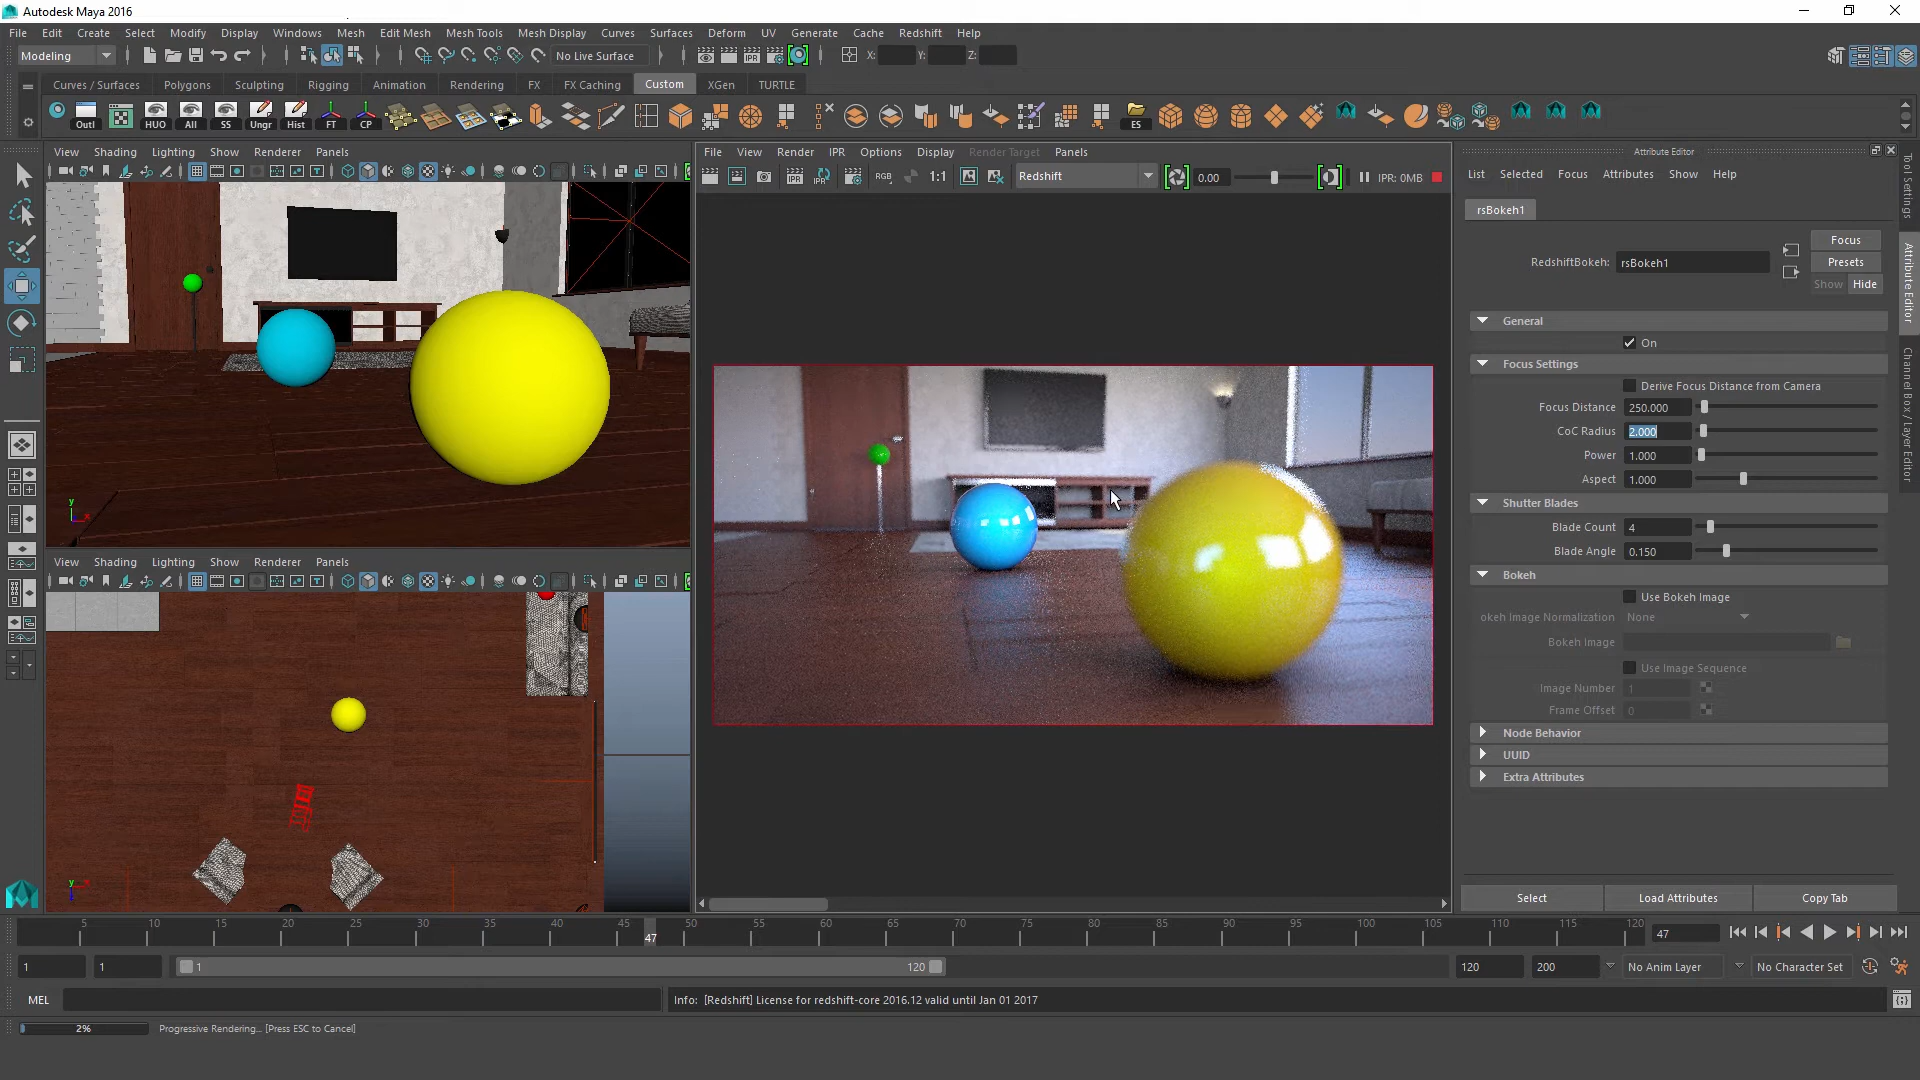 Autodesk Maya 2016
File Edit Create Select Modify Display Windows Mesh Edit Mesh Mesh Tools Mesh Display Curves Surfaces Deform UV Generate Cache Redshift Help
Modeling No Live Surface X: Y: Z:
Curves / Surfaces Polygons Sculpting Rigging Animation Rendering FX FX Caching Custom XGen TURTLE
Outl HUO All SS Ungr Hist FT CP ES
View Shading Lighting Show Renderer Panels
File View Render IPR Options Display Render Target Panels
RGB 1:1 Redshift 0.00 IPR: 0MB
Attribute Editor
List Selected Focus Attributes Show Help
rsBokeh1
RedshiftBokeh: rsBokeh1
Focus
Presets
Show Hide
General
On
Focus Settings
Derive Focus Distance from Camera
Focus Distance 250.000
CoC Radius 2.000
Power 1.000
Aspect 1.000
Shutter Blades
Blade Count 4
Blade Angle 0.150
Bokeh
Use Bokeh Image
okeh Image Normalization None
Bokeh Image
Use Image Sequence
Image Number 1
Frame Offset 0
Node Behavior
UUID
Extra Attributes
Select Load Attributes Copy Tab
Tool Settings
Attribute Editor
Channel Box / Layer Editor
y x
View Shading Lighting Show Renderer Panels
y x
5 10 15 20 25 30 35 40 45 50 55 60 65 70 75 80 85 90 95 100 105 110 115 120
47 47
1 1 1 120 120 200 No Anim Layer No Character Set
MEL Info: [Redshift] License for redshift-core 2016.12 valid until Jan 01 2017
2% Progressive Rendering... [Press ESC to Cancel]